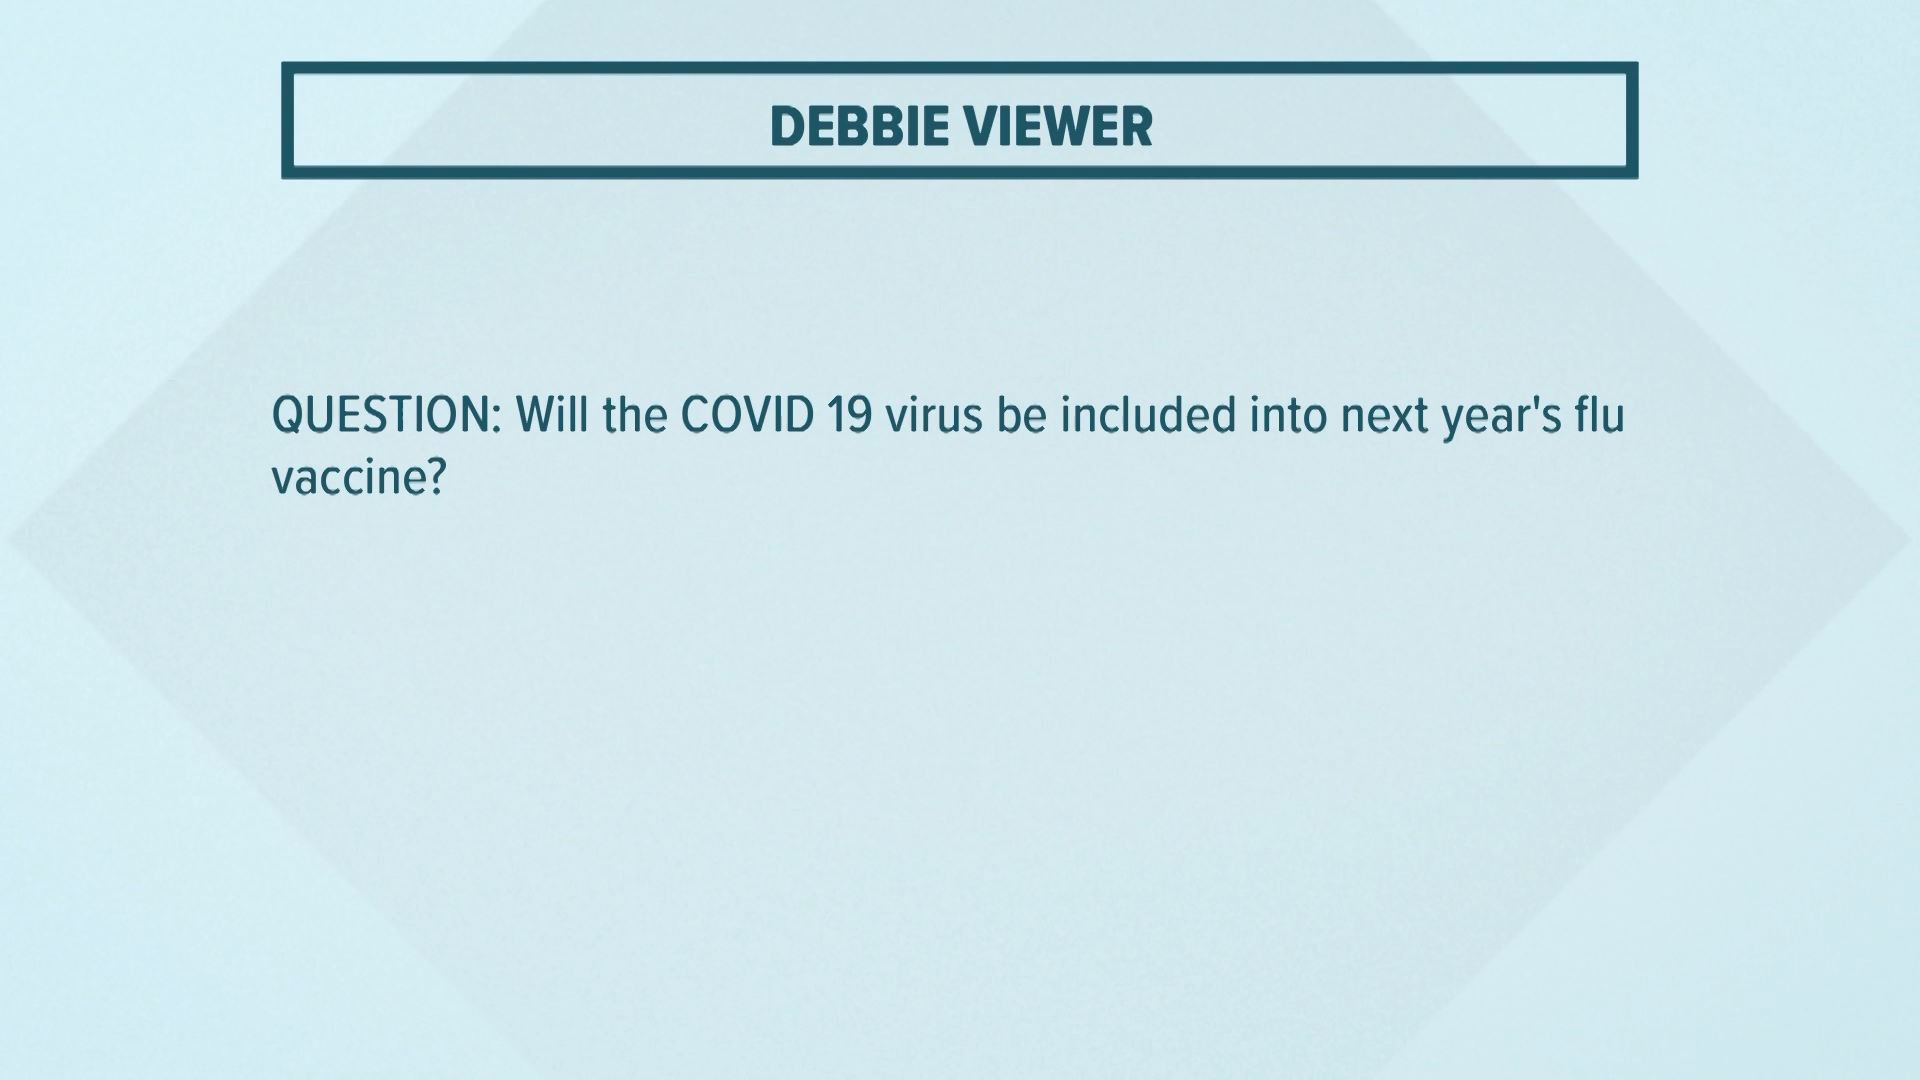 DEBBIE VIEWER
QUESTION: Will the COVID 19 virus be included into next year's flu
vaccine?